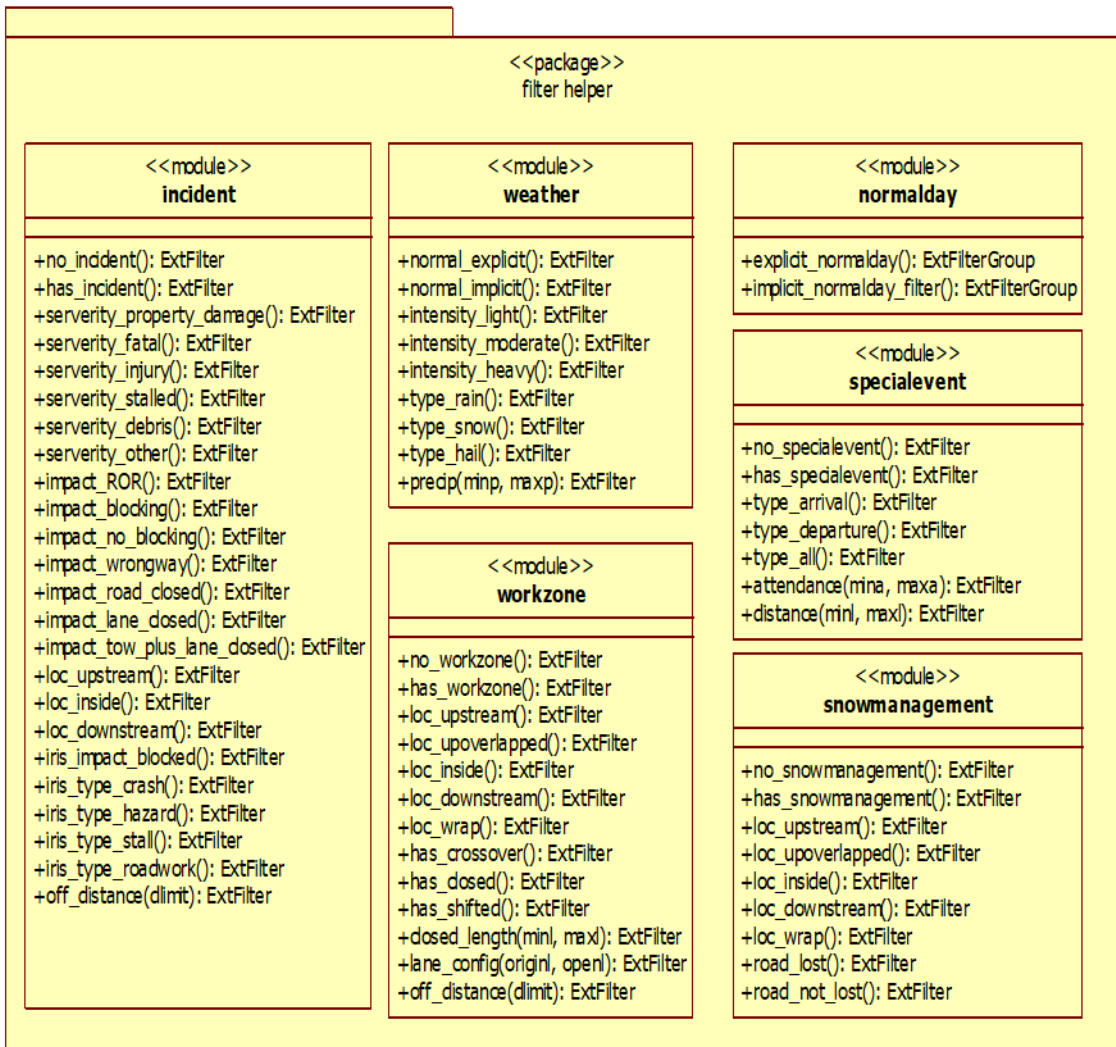 <<package>>
filter helper
<<module>>
incident
+no_incident(): ExtFilter
+has_incident(): ExtFilter
+serverity_property_damage(): ExtFilter
+serverity_fatal(): ExtFilter
+serverity_injury(): ExtFilter
+serverity_stalled(): ExtFilter
+serverity_debris(): ExtFilter
+serverity_other(): ExtFilter
+impact_ROR(): ExtFilter
+impact_blocking(): ExtFilter
+impact_no_blocking(): ExtFilter
+impact_wrongway(): ExtFilter
+impact_road_closed(): ExtFilter
+impact_lane_closed(): ExtFilter
+impact_tow_plus_lane_closed(): ExtFilter
+loc_upstream(): ExtFilter
+loc_inside(): ExtFilter
+loc_downstream(): ExtFilter
+iris_impact_blocked(): ExtFilter
+iris_type_crash(): ExtFilter
+iris_type_hazard(): ExtFilter
+iris_type_stall(): ExtFilter
+iris_type_roadwork(): ExtFilter
+off_distance(dlimit): ExtFilter
<<module>>
weather
+normal_explicit(): ExtFilter
+normal_implicit(): ExtFilter
+intensity_light(): ExtFilter
+intensity_moderate(): ExtFilter
+intensity_heavy(): ExtFilter
+type_rain(): ExtFilter
+type_snow(): ExtFilter
+type_hail(): ExtFilter
+precip(minp, maxp): ExtFilter
<<module>>
workzone
+no_workzone(): ExtFilter
+has_workzone(): ExtFilter
+loc_upstream(): ExtFilter
+loc_upoverlapped(): ExtFilter
+loc_inside(): ExtFilter
+loc_downstream(): ExtFilter
+loc_wrap(): ExtFilter
+has_crossover(): ExtFilter
+has_closed(): ExtFilter
+has_shifted(): ExtFilter
+closed_length(minl, maxl): ExtFilter
+lane_config(originl, openl): ExtFilter
+off_distance(dlimit): ExtFilter
<<module>>
normalday
+explicit_normalday(): ExtFilterGroup
+implicit_normalday_filter(): ExtFilterGroup
<<module>>
specialevent
+no_specialevent(): ExtFilter
+has_specialevent(): ExtFilter
+type_arrival(): ExtFilter
+type_departure(): ExtFilter
+type_all(): ExtFilter
+attendance(mina, maxa): ExtFilter
+distance(minl, maxl): ExtFilter
<<module>>
snowmanagement
+no_snowmanagement(): ExtFilter
+has_snowmanagement(): ExtFilter
+loc_upstream(): ExtFilter
+loc_upoverlapped(): ExtFilter
+loc_inside(): ExtFilter
+loc_downstream(): ExtFilter
+loc_wrap(): ExtFilter
+road_lost(): ExtFilter
+road_not_lost(): ExtFilter